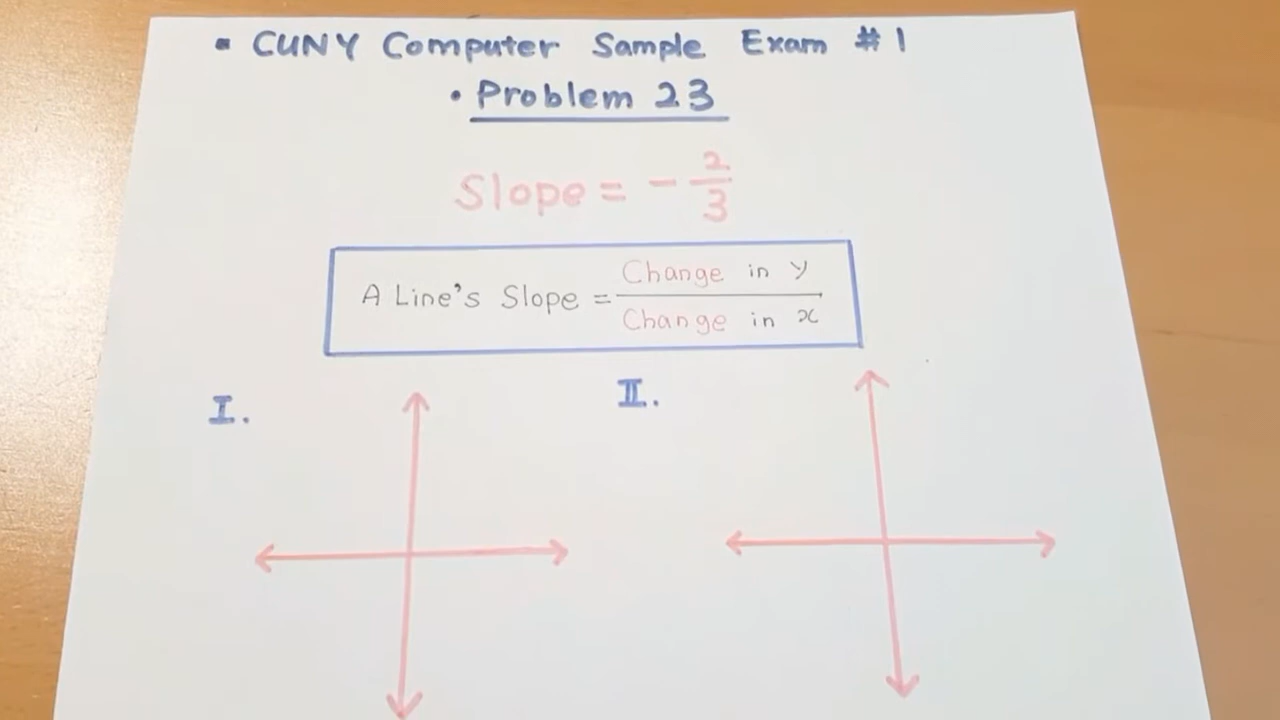 ▪ CUNY Computer Sample Exam #1
• Problem 23
Slope = - 2/3
A Line's Slope = Change in y / Change in x
I.
II.